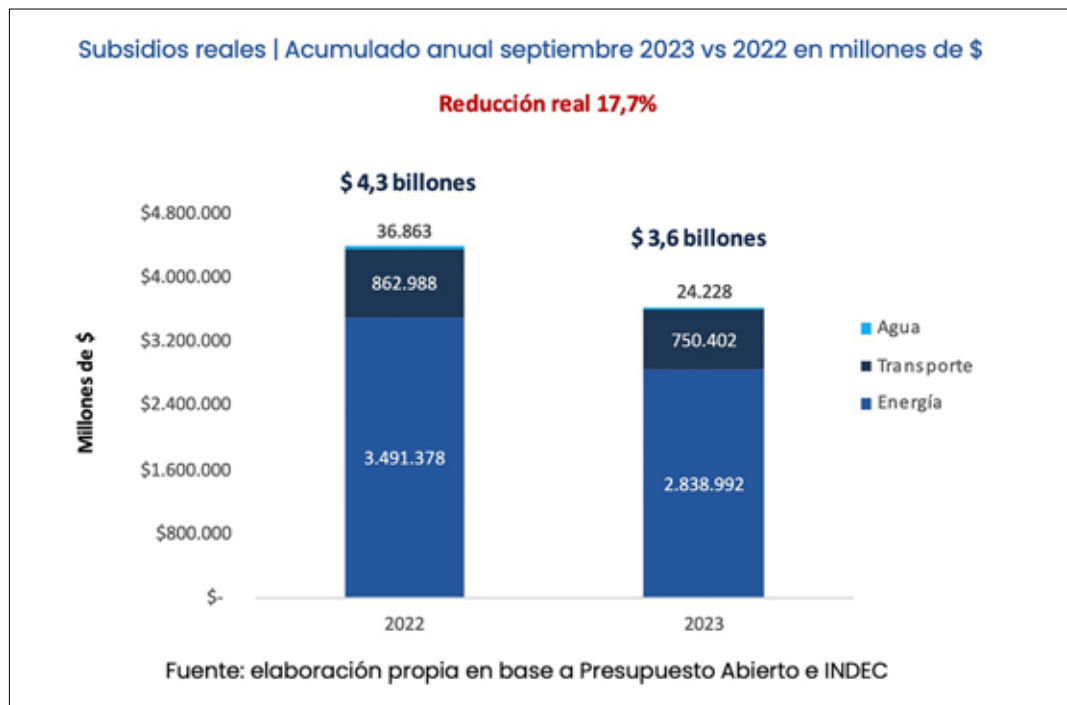 Subsidios reales | Acumulado anual septiembre 2023 vs 2022 en millones de $
Reducción real 17,7%
$ 4,3 billones
$ 3,6 billones
Millones de $
$4.800.000
$4.000.000
$3.200.000
$2.400.000
$1.600.000
$800.000
$-
36.863
862.988
3.491.378
24.228
750.402
2.838.992
2022
2023
Agua
Transporte
Energía
Fuente: elaboración propia en base a Presupuesto Abierto e INDEC